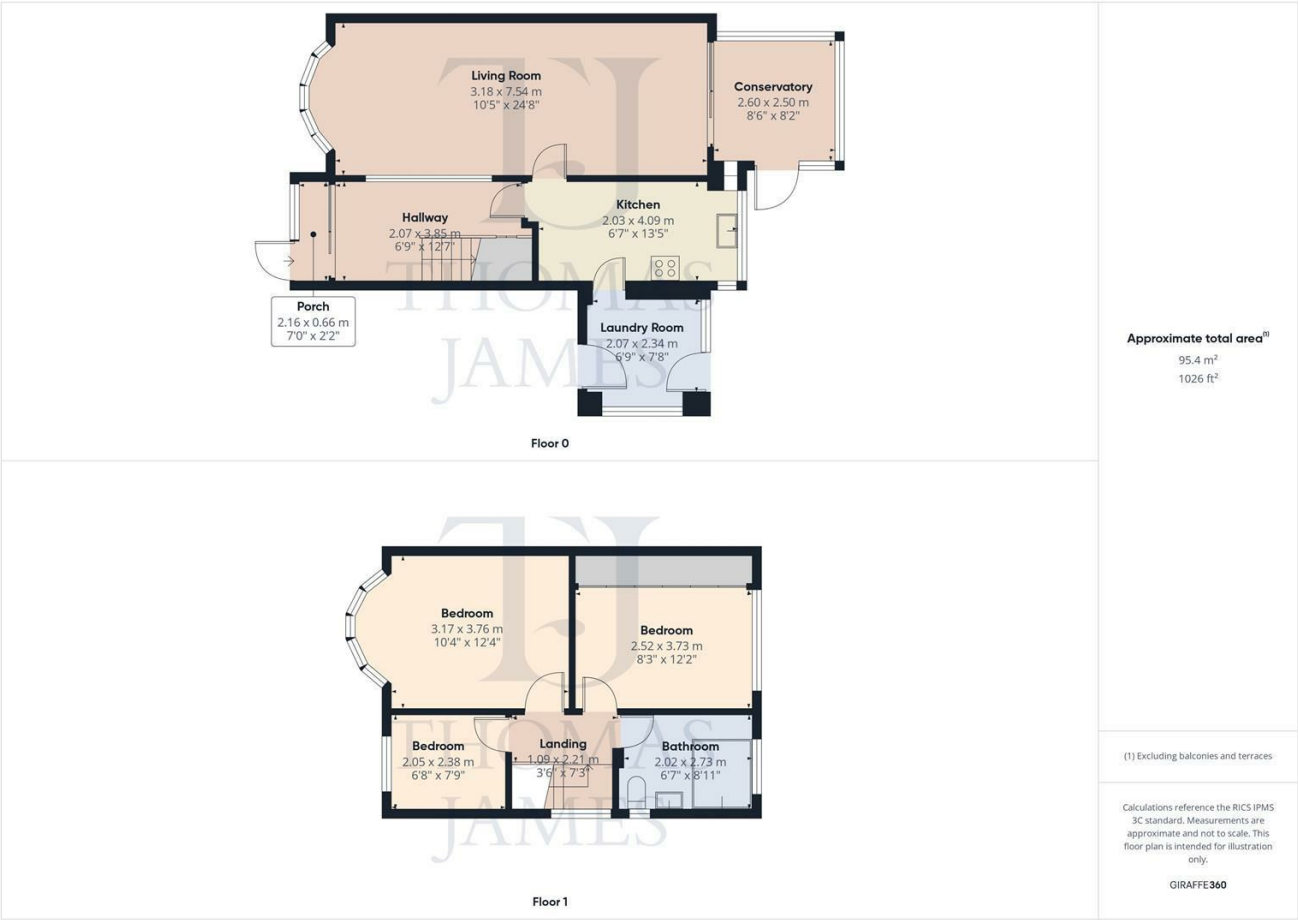 Living Room
3.18 x 7.54 m
10'5" x 24'8"
Conservatory
2.60 x 2.50 m
8'6" x 8'2"
Hallway
2.07 x 3.85 m
6'9" x 12'7"
Kitchen
2.03 x 4.09 m
6'7" x 13'5"
Porch
2.16 x 0.66 m
7'0" x 2'2"
Laundry Room
2.07 x 2.34 m
6'9" x 7'8"
TJ
THOMAS
JAMES
Floor 0
Bedroom
3.17 x 3.76 m
10'4" x 12'4"
Bedroom
2.52 x 3.73 m
8'3" x 12'2"
Bedroom
2.05 x 2.38 m
6'8" x 7'9"
Landing
1.09 x 2.21 m
3'6" x 7'3"
Bathroom
2.02 x 2.73 m
6'7" x 8'11"
TJ
THOMAS
JAMES
Floor 1
Approximate total area(1)
95.4 m²
1026 ft²
(1) Excluding balconies and terraces
Calculations reference the RICS IPMS
3C standard. Measurements are
approximate and not to scale. This
floor plan is intended for illustration
only.
GIRAFFE360